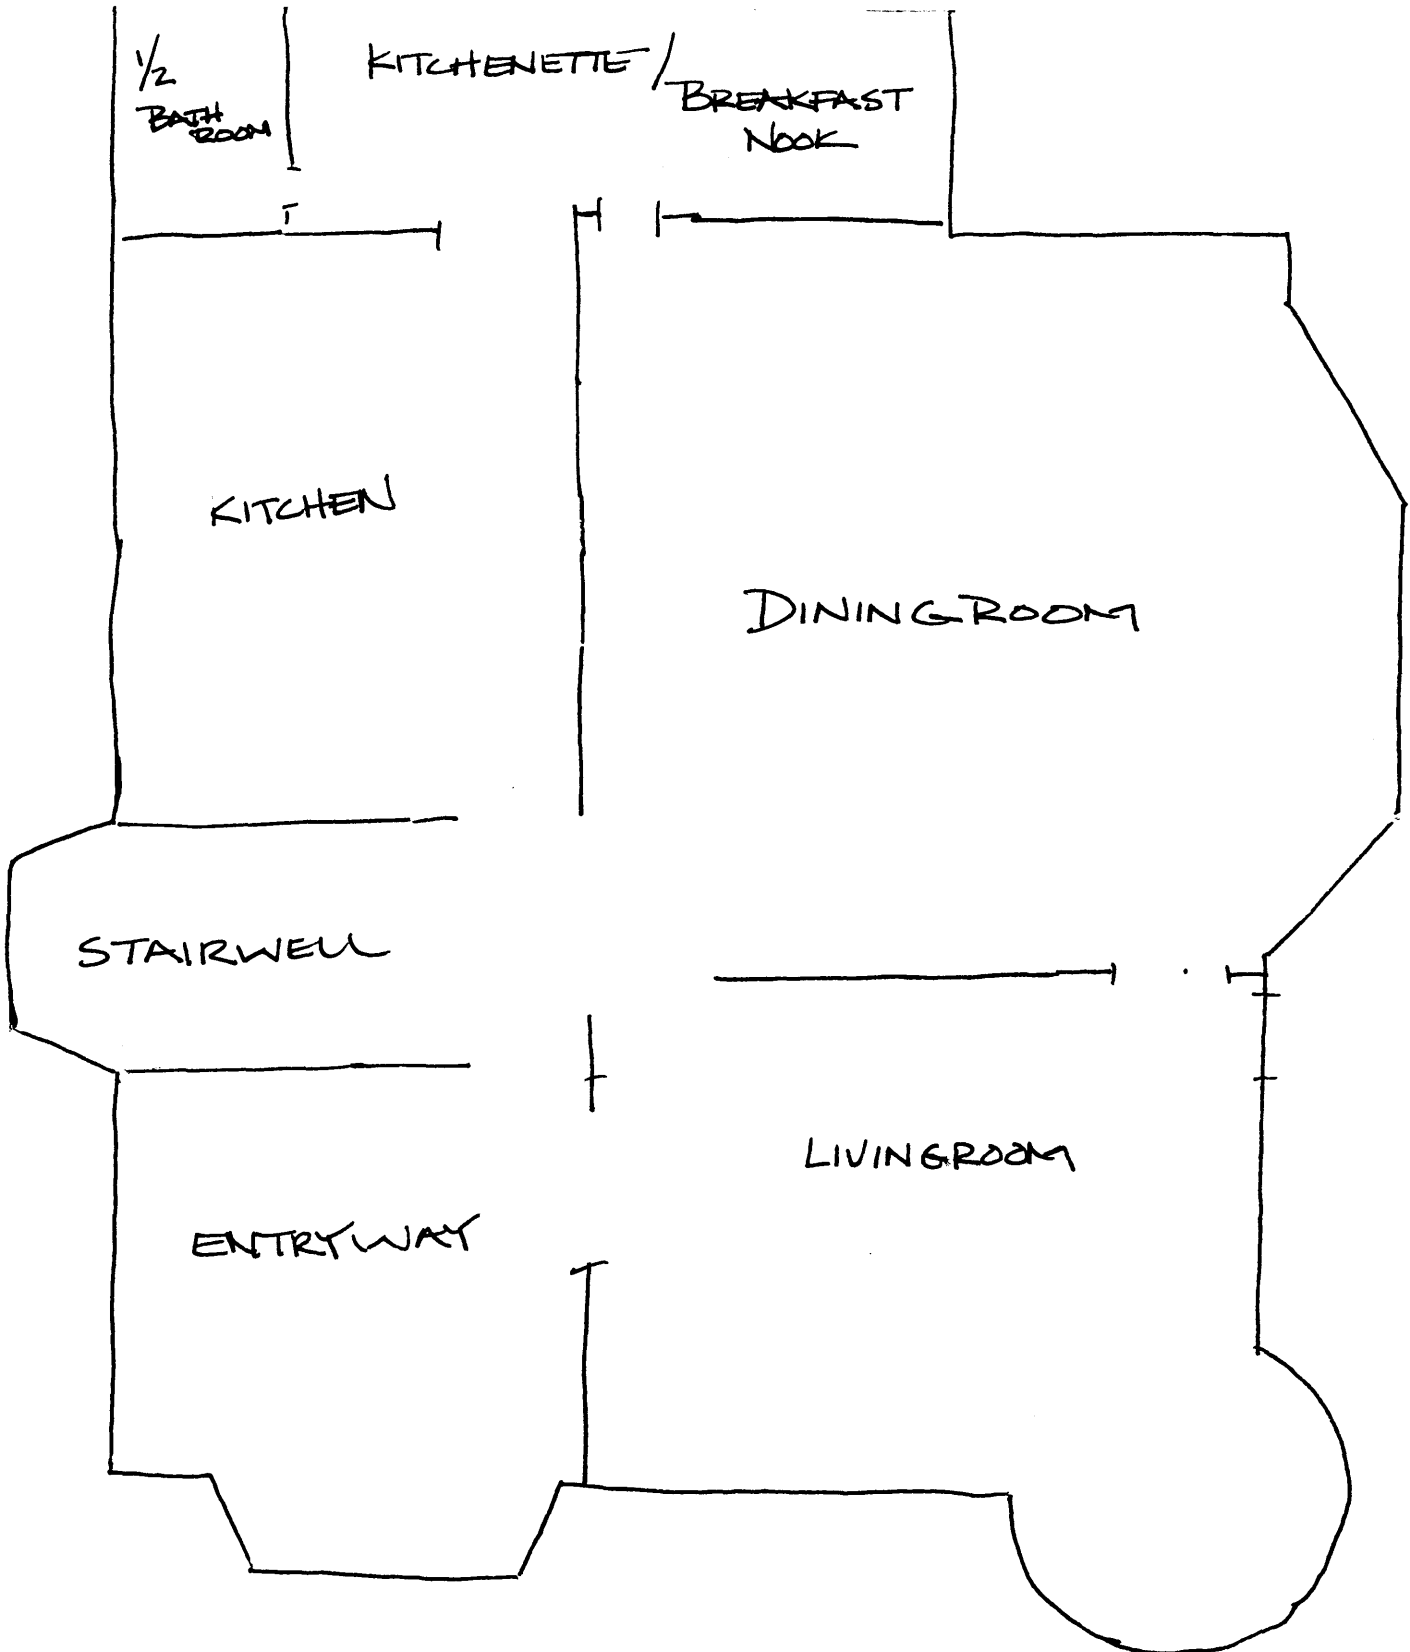 1/2
BATH
ROOM
KITCHENETTE /
BREAKFAST
NOOK
KITCHEN
DININGROOM
STAIRWELL
LIVINGROOM
ENTRYWAY